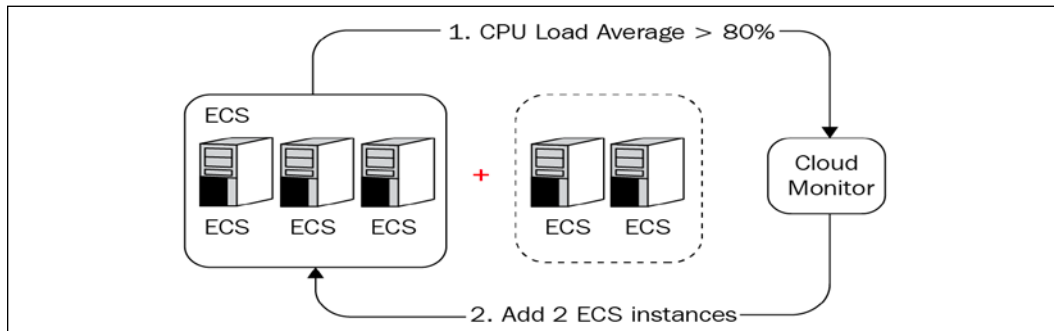 1. CPU Load Average > 80%
ECS
ECS ECS ECS
+
ECS ECS
Cloud
Monitor
2. Add 2 ECS instances